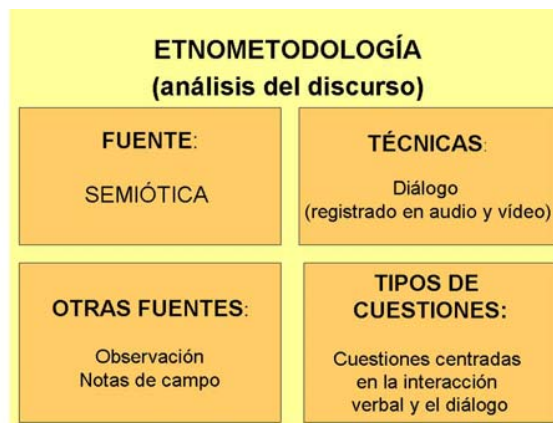 ETNOMETODOLOGÍA
(análisis del discurso)
FUENTE:
SEMIÓTICA
TÉCNICAS:
Diálogo
(registrado en audio y vídeo)
OTRAS FUENTES:
Observación
Notas de campo
TIPOS DE
CUESTIONES:
Cuestiones centradas
en la interacción
verbal y el diálogo